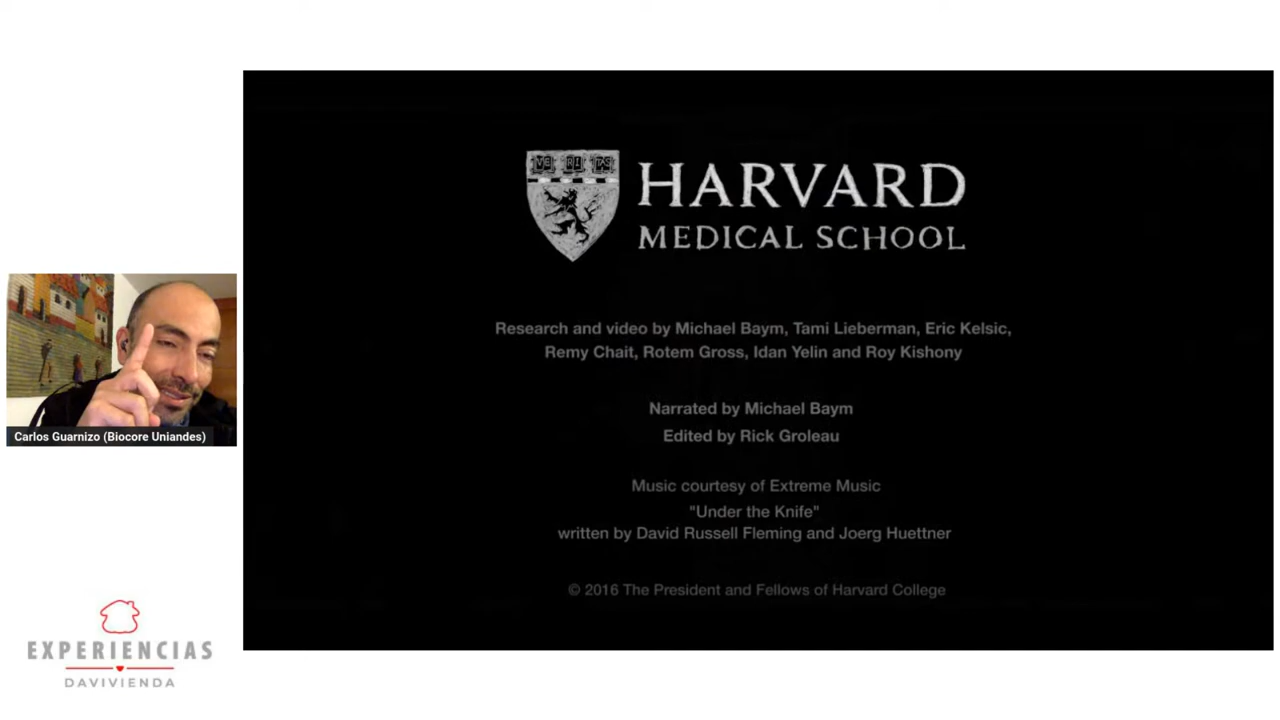 VE RI TAS
HARVARD
MEDICAL SCHOOL
Research and video by Michael Baym, Tami Lieberman, Eric Kelsic,
Remy Chait, Rotem Gross, Idan Yelin and Roy Kishony
Narrated by Michael Baym
Edited by Rick Groleau
Music courtesy of Extreme Music
"Under the Knife"
written by David Russell Fleming and Joerg Huettner
© 2016 The President and Fellows of Harvard College
Carlos Guarnizo (Biocore Uniandes)
EXPERIENCIAS
DAVIVIENDA